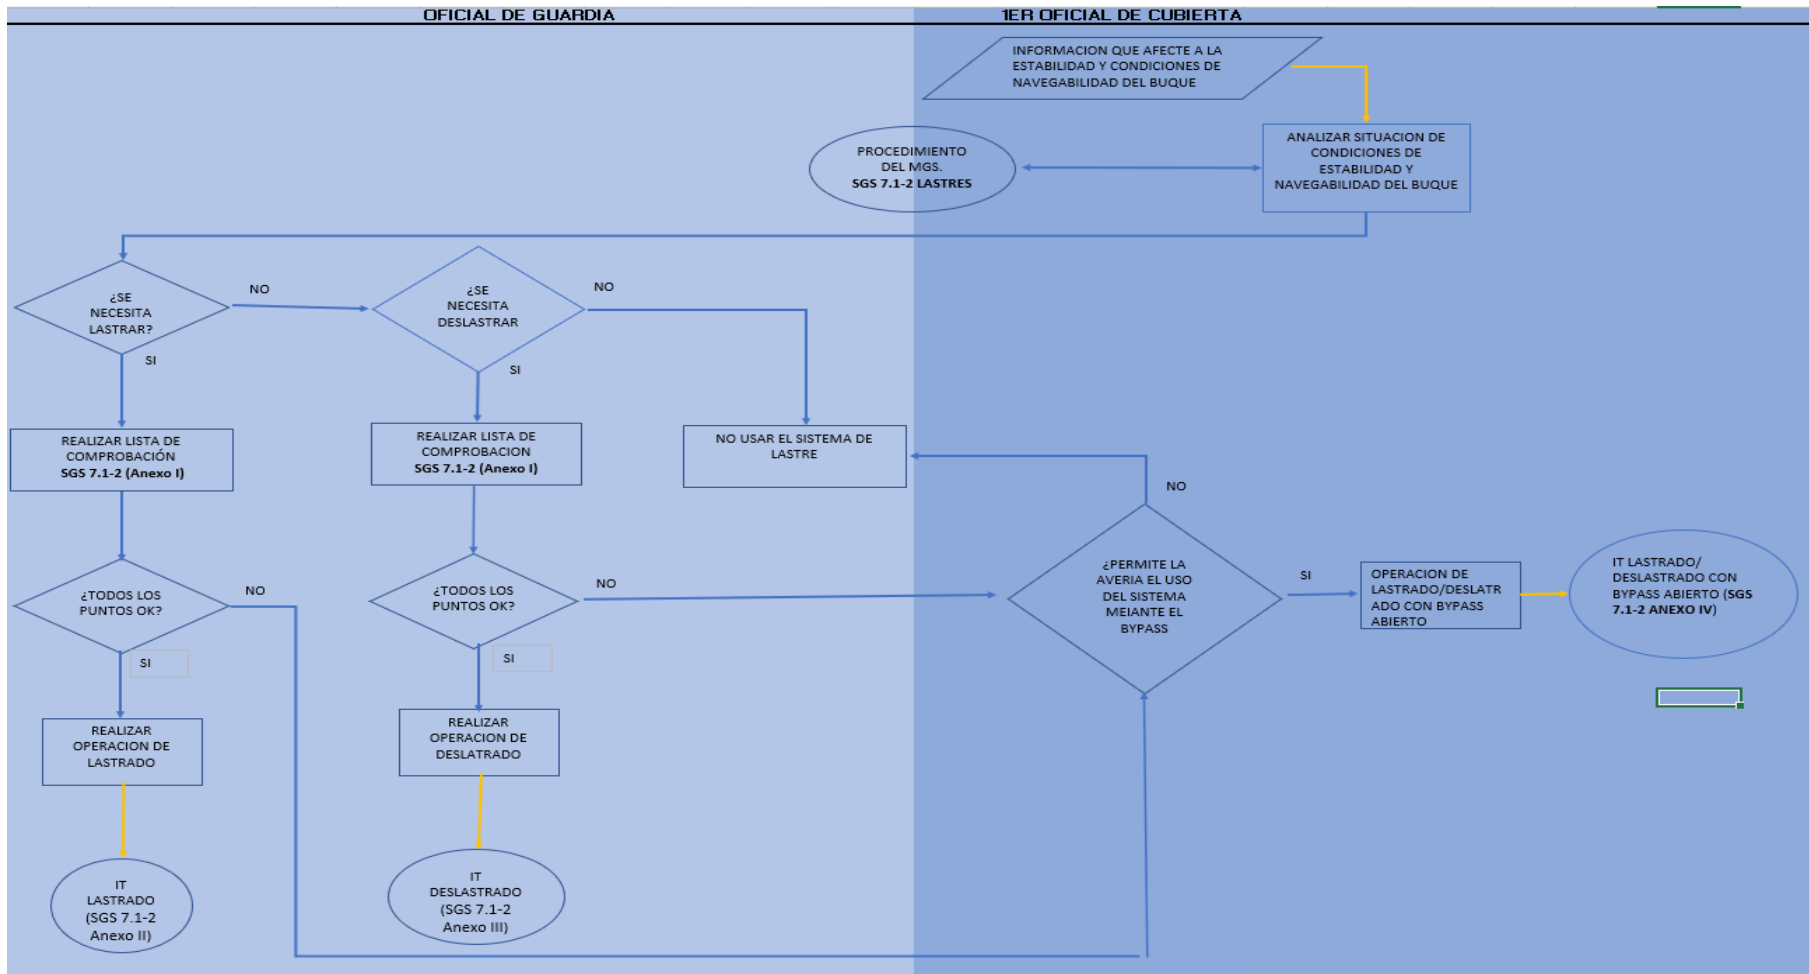 OFICIAL DE GUARDIA
1ER OFICIAL DE CUBIERTA
INFORMACION QUE AFECTE A LA
ESTABILIDAD Y CONDICIONES DE
NAVEGABILIDAD DEL BUQUE
ANALIZAR SITUACION DE
CONDICIONES DE
ESTABILIDAD Y
NAVEGABILIDAD DEL BUQUE
PROCEDIMIENTO
DEL MGS.
SGS 7.1-2 LASTRES
¿SE
NECESITA
LASTRAR?
NO
SI
¿SE
NECESITA
DESLASTRAR
NO
SI
REALIZAR LISTA DE
COMPROBACIÓN
SGS 7.1-2 (Anexo I)
REALIZAR LISTA DE
COMPROBACION
SGS 7.1-2 (Anexo I)
NO USAR EL SISTEMA DE
LASTRE
NO
¿TODOS LOS
PUNTOS OK?
NO
SI
¿TODOS LOS
PUNTOS OK?
NO
SI
¿PERMITE LA
AVERIA EL USO
DEL SISTEMA
MEIANTE EL
BYPASS
SI
OPERACION DE
LASTRADO/DESLATR
ADO CON BYPASS
ABIERTO
IT LASTRADO/
DESLASTRADO CON
BYPASS ABIERTO (SGS
7.1-2 ANEXO IV)
REALIZAR
OPERACION DE
LASTRADO
REALIZAR
OPERACION DE
DESLATRADO
IT
LASTRADO
(SGS 7.1-2
Anexo II)
IT
DESLASTRADO
(SGS 7.1-2
Anexo III)